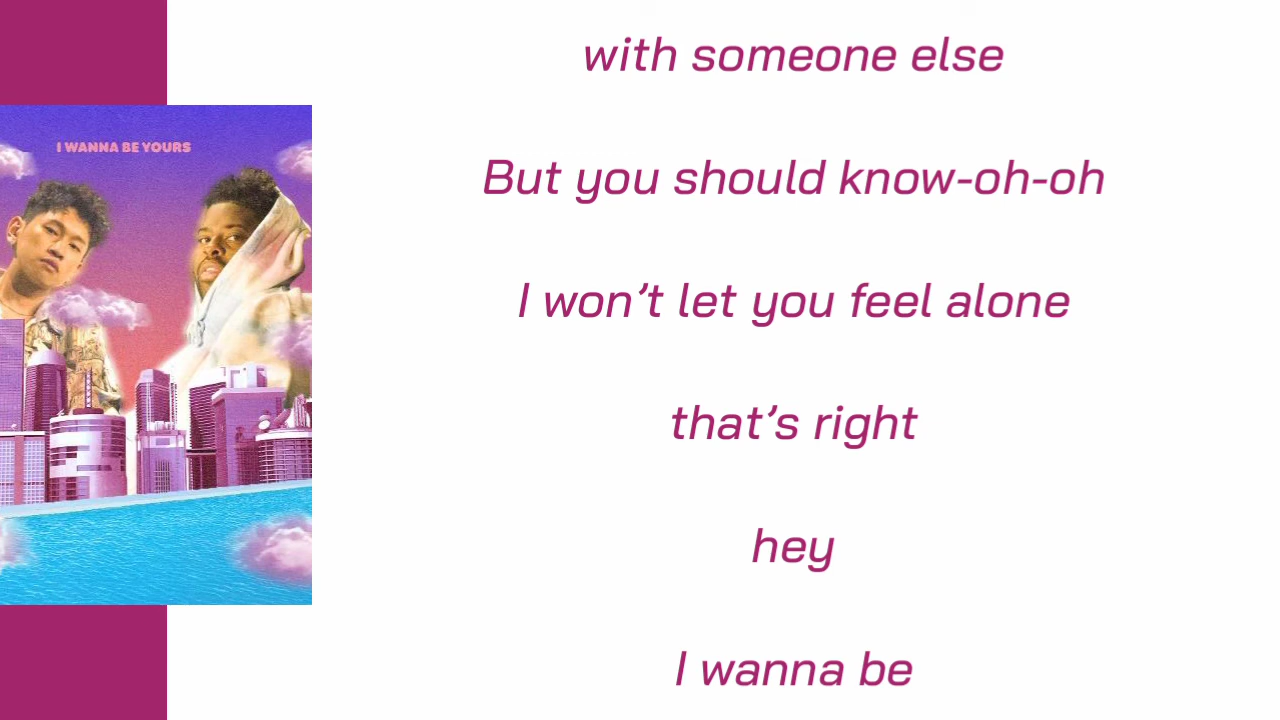 I WANNA BE YOURS
with someone else
But you should know-oh-oh
I won’t let you feel alone
that’s right
hey
I wanna be